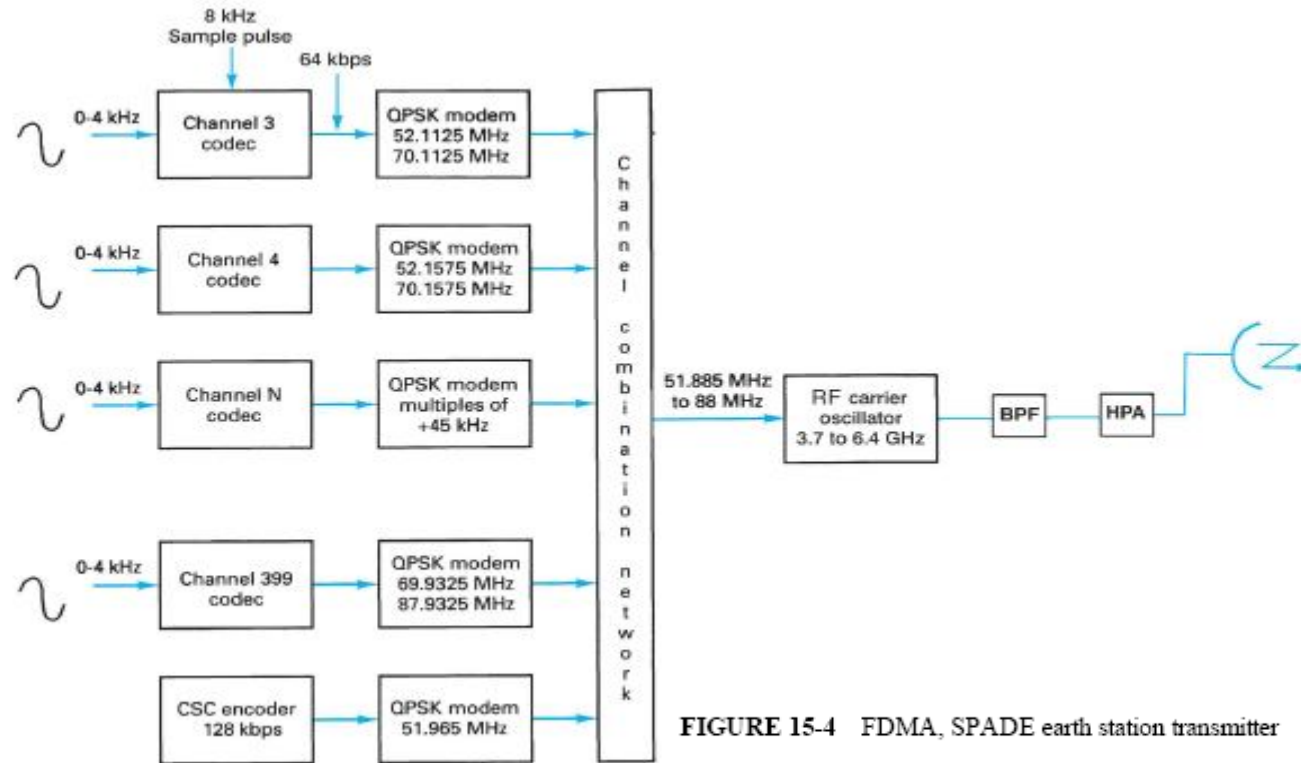 8 kHz
Sample pulse
64 kbps
0-4 kHz
Channel 3
codec
QPSK modem
52.1125 MHz
70.1125 MHz
0-4 kHz
Channel 4
codec
QPSK modem
52.1575 MHz
70.1575 MHz
0-4 kHz
Channel N
codec
QPSK modem
multiples of
+45 kHz
0-4 kHz
Channel 399
codec
QPSK modem
69.9325 MHz
87.9325 MHz
CSC encoder
128 kbps
QPSK modem
51.965 MHz
Channel combination network
51.885 MHz
to 88 MHz
RF carrier
oscillator
3.7 to 6.4 GHz
BPF
HPA
FIGURE 15-4 FDMA, SPADE earth station transmitter